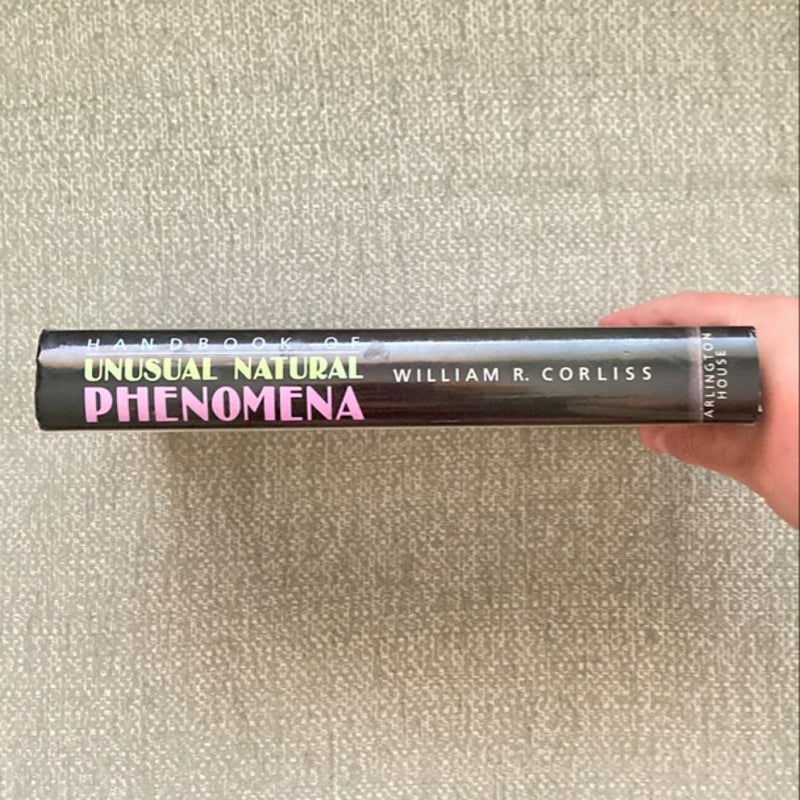 HANDBOOK OF
UNUSUAL NATURAL
PHENOMENA
WILLIAM R. CORLISS
ARLINGTON
HOUSE